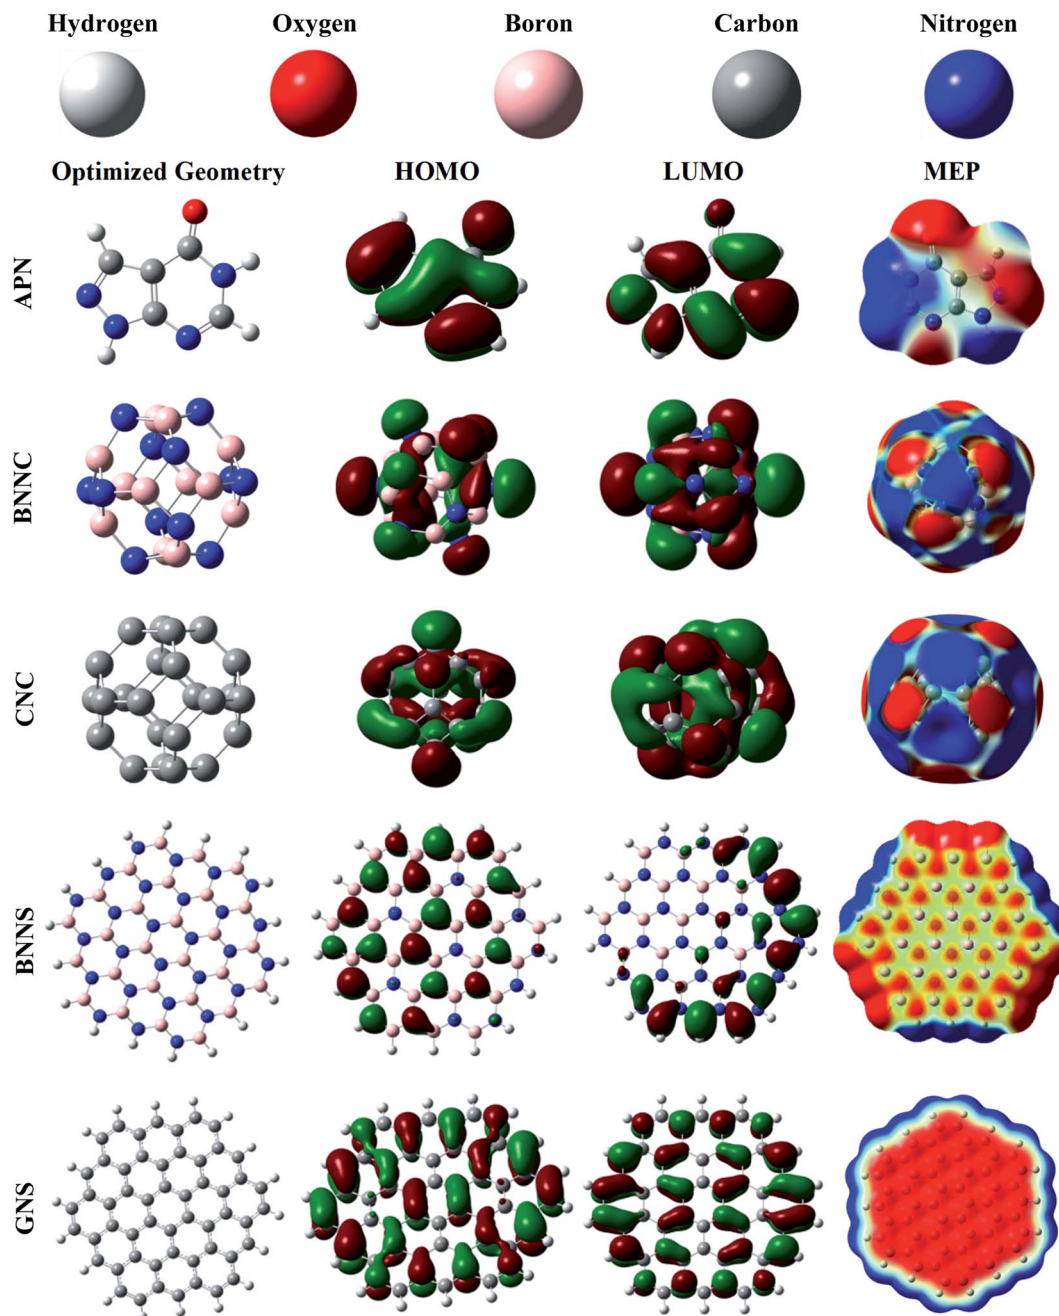 Hydrogen Oxygen Boron Carbon Nitrogen
Optimized Geometry HOMO LUMO MEP
APN
BNNC
CNC
BNNS
GNS